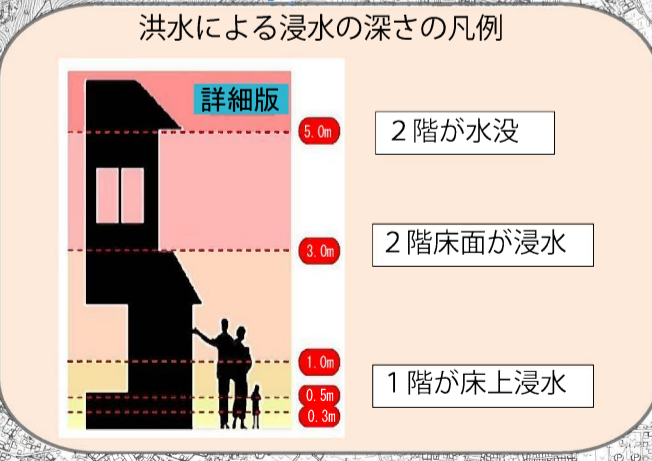 洪水による浸水の深さの凡例
詳細版
5.0m
２階が水没
3.0m
２階床面が浸水
1.0m
0.5m
１階が床上浸水
0.3m